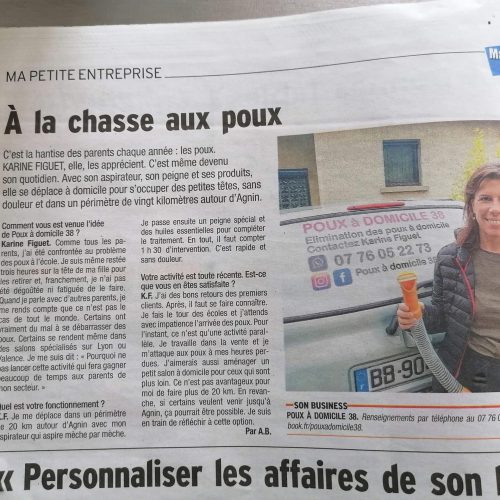 MA PETITE ENTREPRISE
À la chasse aux poux
C'est la hantise des parents chaque année : les poux.
KARINE FIGUET, elle, les apprécient. C'est même devenu
son quotidien. Avec son aspirateur, son peigne et ses produits,
elle se déplace à domicile pour s'occuper des petites têtes, sans
douleur et dans un périmètre de vingt kilomètres autour d'Agnin.
Comment vous est venue l'idée
de Poux à domicile 38 ?
Karine Figuet. Comme tous les pa-
rents, j'ai été confrontée au problème
des poux à l'école. Je suis même restée
trois heures sur la tête de ma fille pour
les retirer et, franchement, je n'ai pas
été dégoûtée ni fatiguée de le faire.
Quand je parle avec d'autres parents, je
me rends compte que ce n'est pas le
cas de tout le monde. Certains ont
vraiment du mal à se débarrasser des
poux. Certains se rendent même dans
des salons spécialisés sur Lyon ou
Valence. Je me suis dit : « Pourquoi ne
pas lancer cette activité qui fera gagner
beaucoup de temps aux parents de
mon secteur. »
Quel est votre fonctionnement ?
K.F. Je me déplace dans un périmètre
de 20 km autour d'Agnin avec mon
aspirateur qui aspire mèche par mèche.
Je passe ensuite un peigne spécial et
des huiles essentielles pour compléter
le traitement. En tout, il faut compter
1 h 30 d'intervention. C'est rapide et
sans douleur.
Votre activité est toute récente. Est-ce
que vous en êtes satisfaite ?
K.F. J'ai des bons retours des premiers
clients. Après, il faut se faire connaître.
Je fais le tour des écoles et j'attends
avec impatience l'arrivée des poux. Pour
l'instant, ce n'est qu'une activité paral-
lèle. Je travaille dans la vente et je
m'attaque aux poux à mes heures per-
dues. J'aimerais aussi aménager un
petit salon à domicile pour ceux qui sont
plus loin. Ce n'est pas avantageux pour
moi de faire plus de 20 km. En revan-
che, si certains veulent venir jusqu'à
Agnin, ça pourrait être possible. Je suis
en train de réfléchir à cette option.
Par A.B.
POUX À DOMICILE 38
Elimination des poux à domicile
Contactez Karine Figuet
07 76 05 22 73
Poux à domicile
BB-90
SON BUSINESS
POUX À DOMICILE 38. Renseignements par téléphone au 07 76 0
book.fr/pouxadomicile38.
« Personnaliser les affaires de son